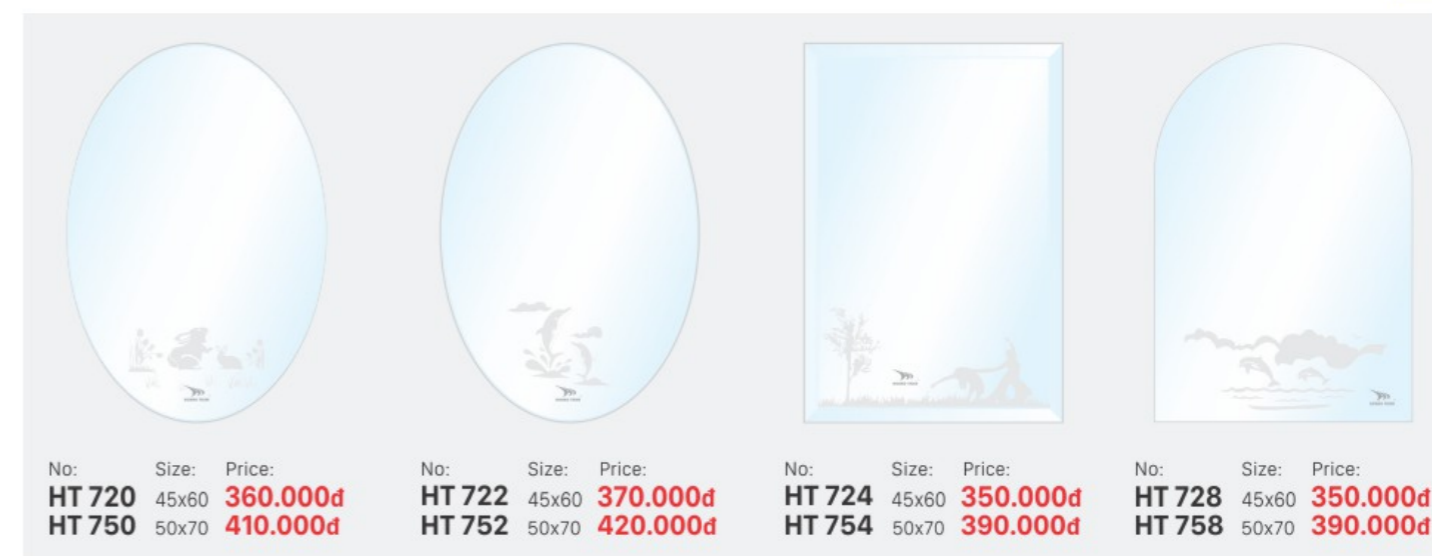 No: Size: Price:
HT 720 45x60 360.000đ
HT 750 50x70 410.000đ
No: Size: Price:
HT 722 45x60 370.000đ
HT 752 50x70 420.000đ
No: Size: Price:
HT 724 45x60 350.000đ
HT 754 50x70 390.000đ
No: Size: Price:
HT 728 45x60 350.000đ
HT 758 50x70 390.000đ